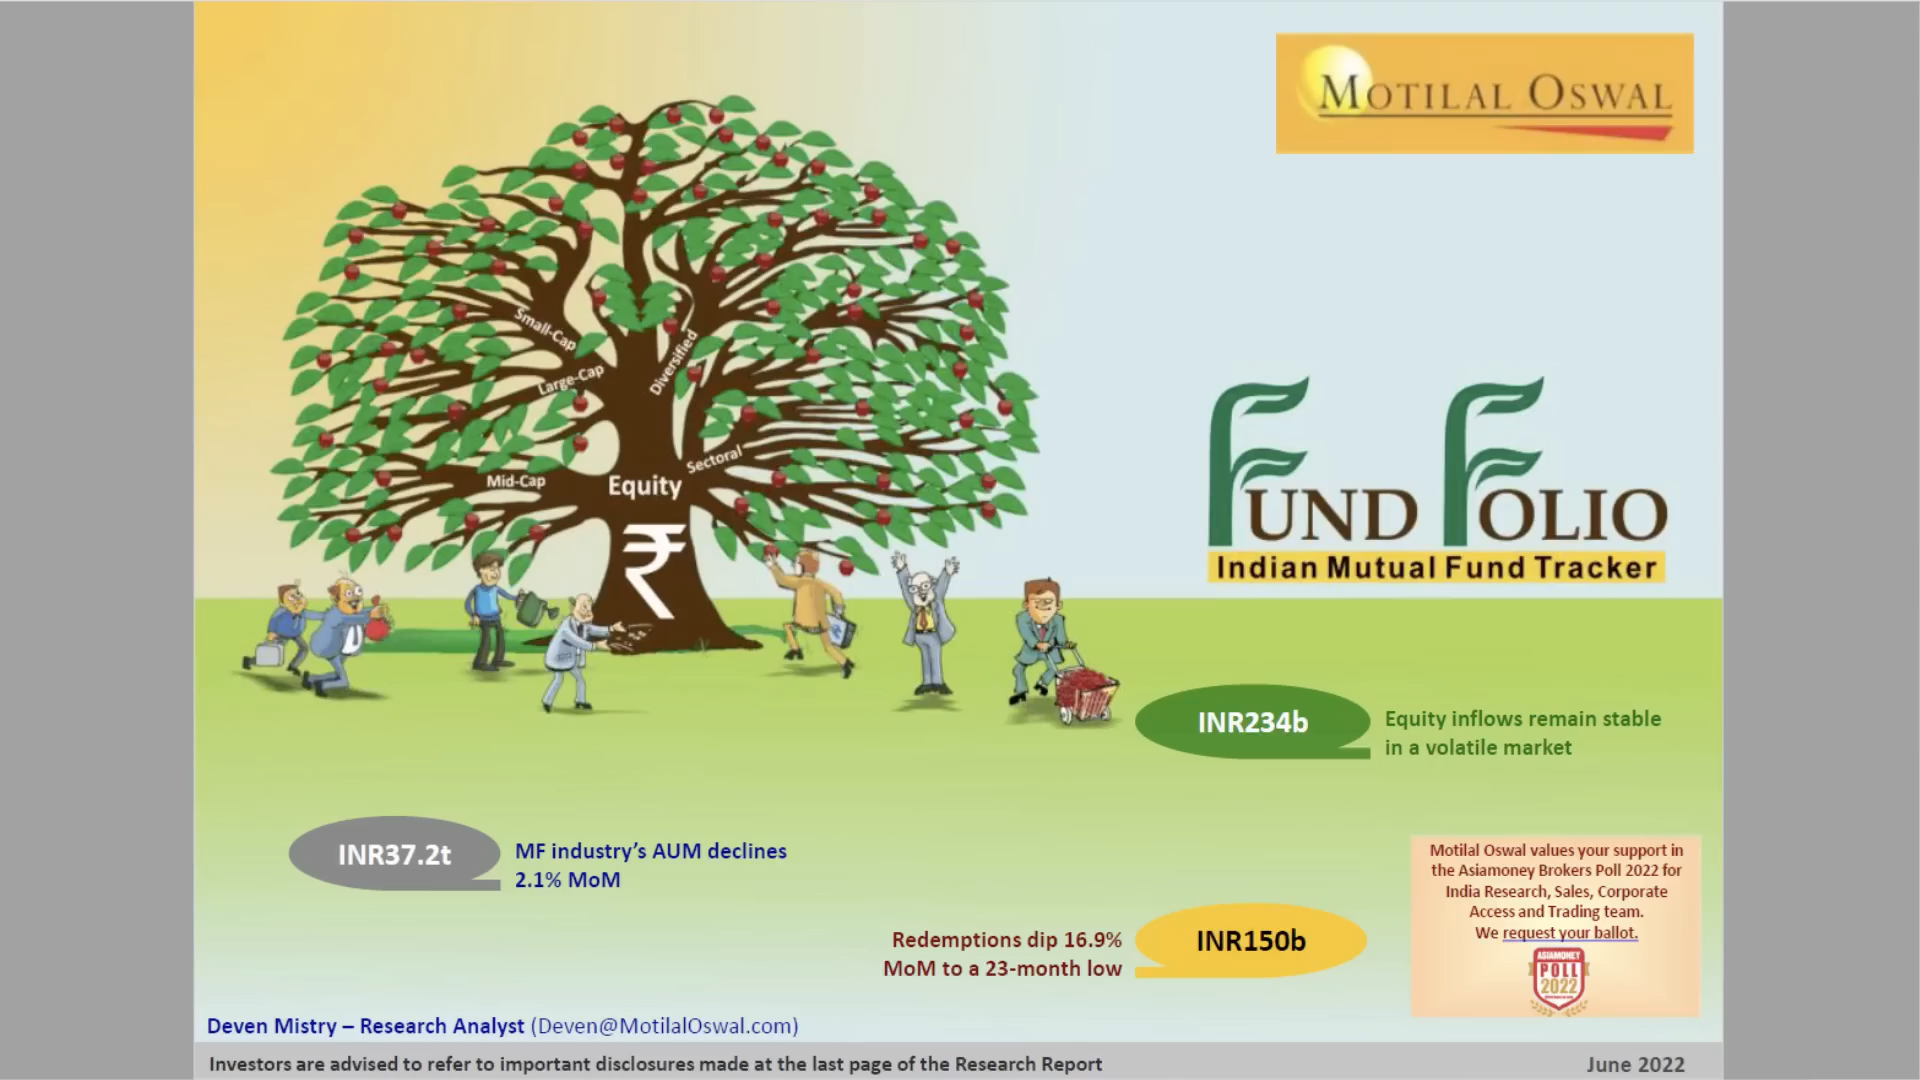 MOTILAL OSWAL
Small-Cap
Large-Cap
Diversified
Mid-Cap
Equity
Sectoral
₹
FUND FOLIO
Indian Mutual Fund Tracker
INR234b
Equity inflows remain stable
in a volatile market
INR37.2t
MF industry’s AUM declines
2.1% MoM
Redemptions dip 16.9%
MoM to a 23-month low
INR150b
Motilal Oswal values your support in
the Asiamoney Brokers Poll 2022 for
India Research, Sales, Corporate
Access and Trading team.
We request your ballot.
ASIAMONEY
POLL
2022
Deven Mistry – Research Analyst (Deven@MotilalOswal.com)
Investors are advised to refer to important disclosures made at the last page of the Research Report
June 2022